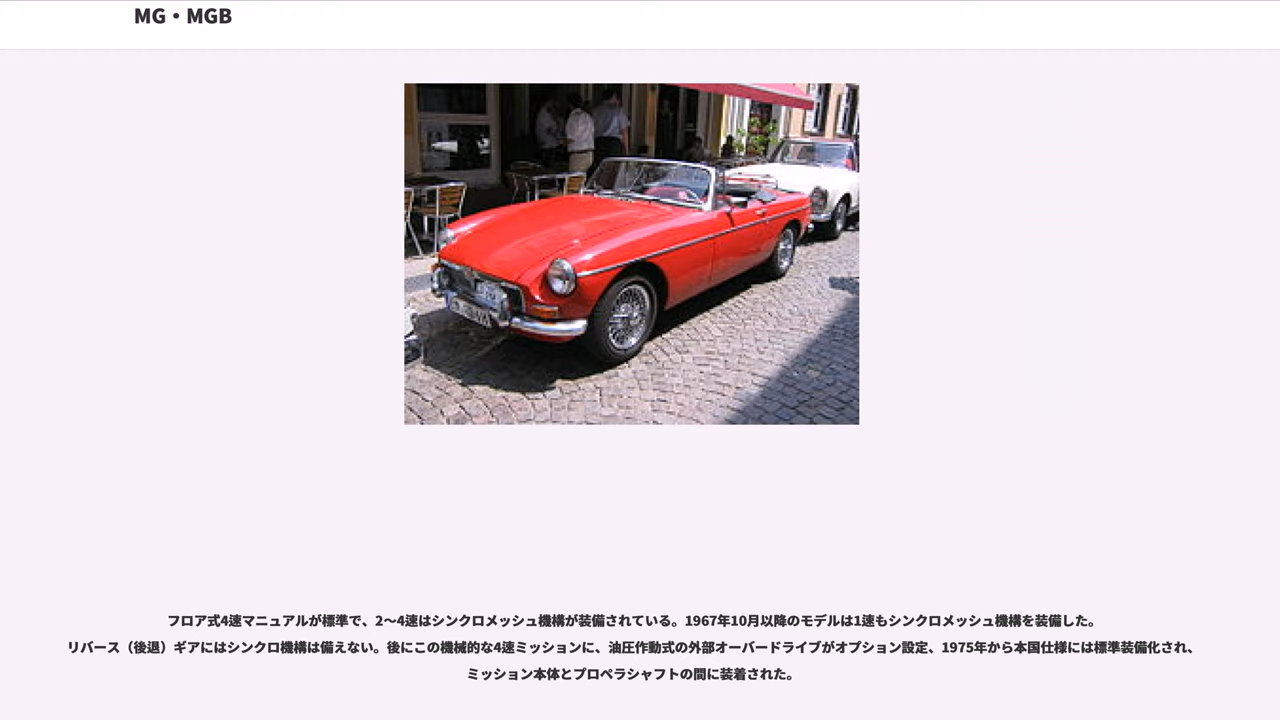 MG・MGB
フロア式4速マニュアルが標準で、2〜4速はシンクロメッシュ機構が装備されている。1967年10月以降のモデルは1速もシンクロメッシュ機構を装備した。
リバース（後退）ギアにはシンクロ機構は備えない。後にこの機械的な4速ミッションに、油圧作動式の外部オーバードライブがオプション設定、1975年から本国仕様には標準装備化され、
ミッション本体とプロペラシャフトの間に装着された。